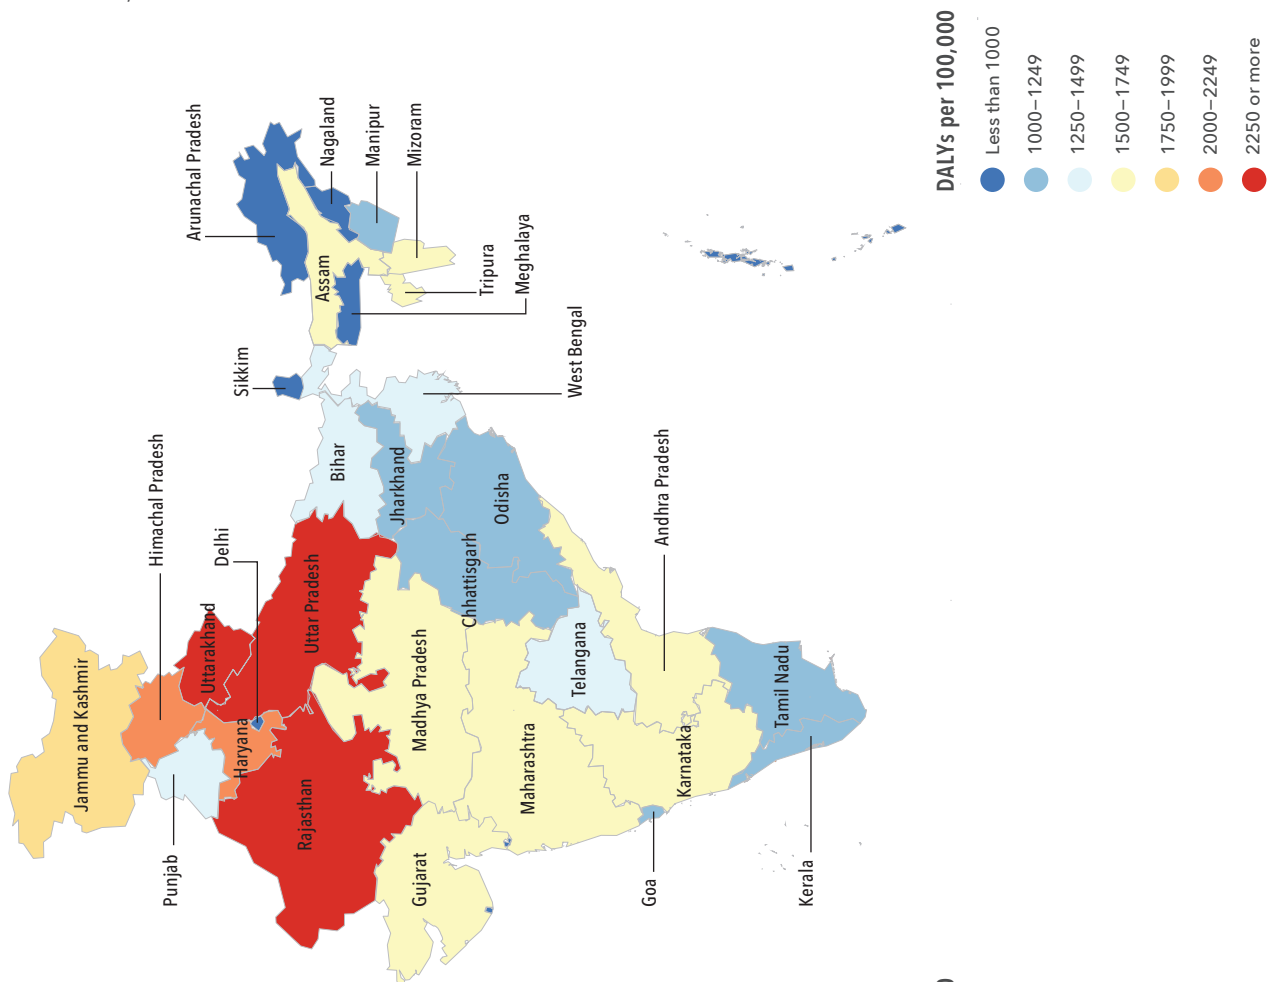 Arunachal Pradesh
Nagaland
Manipur
Mizoram
Assam
Tripura
Meghalaya
Sikkim
West Bengal
Himachal Pradesh
Delhi
Bihar
Jharkhand
Odisha
Andhra Pradesh
Uttarakhand
Uttar Pradesh
Chhattisgarh
Jammu and Kashmir
Haryana
Madhya Pradesh
Telangana
Tamil Nadu
Punjab
Rajasthan
Maharashtra
Karnataka
Gujarat
Goa
Kerala
DALYs per 100,000
Less than 1000
1000–1249
1250–1499
1500–1749
1750–1999
2000–2249
2250 or more